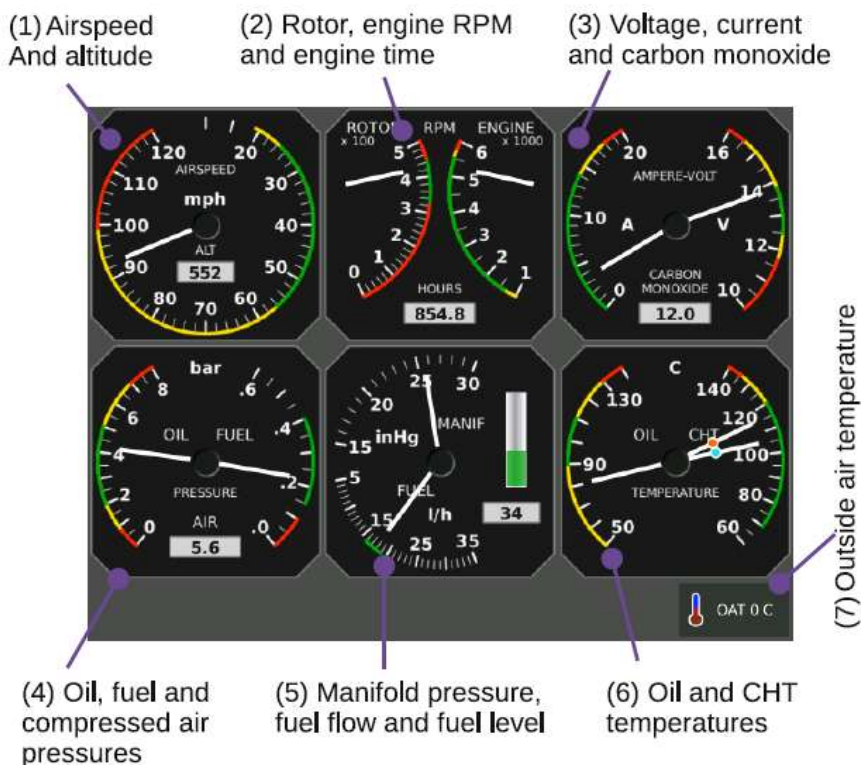 (1) Airspeed
And altitude
(2) Rotor, engine RPM
and engine time
(3) Voltage, current
and carbon monoxide
120
20
AIRSPEED
110
30
mph
100
40
ALT
90
552
50
80
70
60
ROTOR
x 100
RPM
ENGINE
x 1000
5
6
4
5
3
4
2
3
1
2
0
1
HOURS
854.8
20
16
AMPERE-VOLT
14
10
A
V
12
CARBON
MONOXIDE
0
10
12.0
bar
8
.6
6
.4
OIL
FUEL
4
.2
PRESSURE
2
AIR
0
.0
5.6
25
30
20
MANIF
15
inHg
5
FUEL
15
l/h
34
25
35
C
130
140
120
OIL
CHT
90
100
TEMPERATURE
80
50
60
OAT 0 C
(7) Outside air temperature
(4) Oil, fuel and
compressed air
pressures
(5) Manifold pressure,
fuel flow and fuel level
(6) Oil and CHT
temperatures